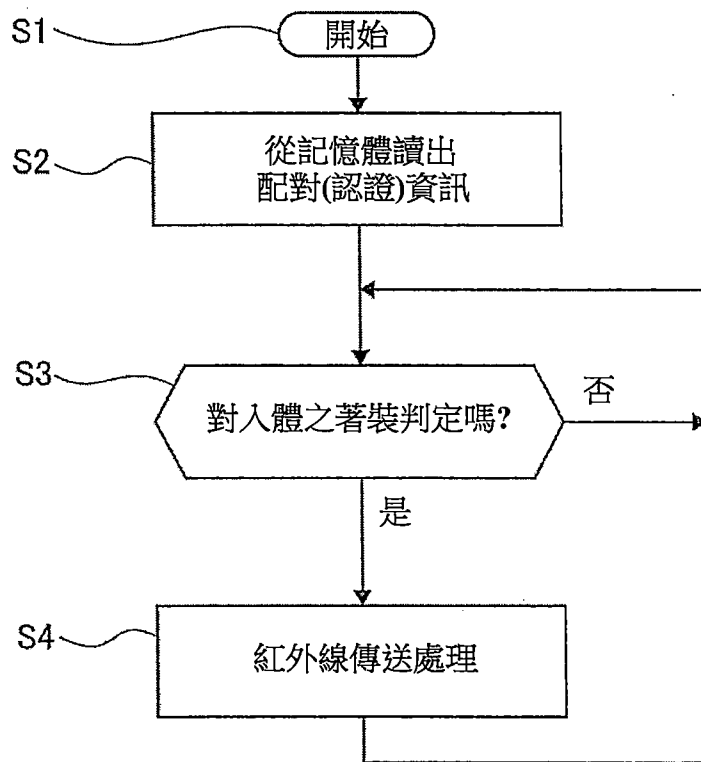 S1
開始
S2
從記憶體讀出
配對(認證)資訊
S3
對入體之著裝判定嗎?
否
是
S4
紅外線傳送處理